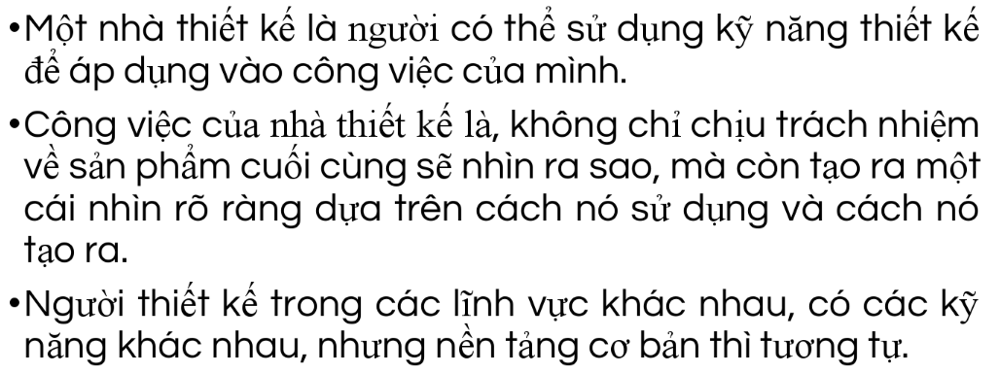 •Một nhà thiết kế là người có thể sử dụng kỹ năng thiết kế
để áp dụng vào công việc của mình.
•Công việc của nhà thiết kế là, không chỉ chịu trách nhiệm
về sản phẩm cuối cùng sẽ nhìn ra sao, mà còn tạo ra một
cái nhìn rõ ràng dựa trên cách nó sử dụng và cách nó
tạo ra.
•Người thiết kế trong các lĩnh vực khác nhau, có các kỹ
năng khác nhau, nhưng nền tảng cơ bản thì tương tự.